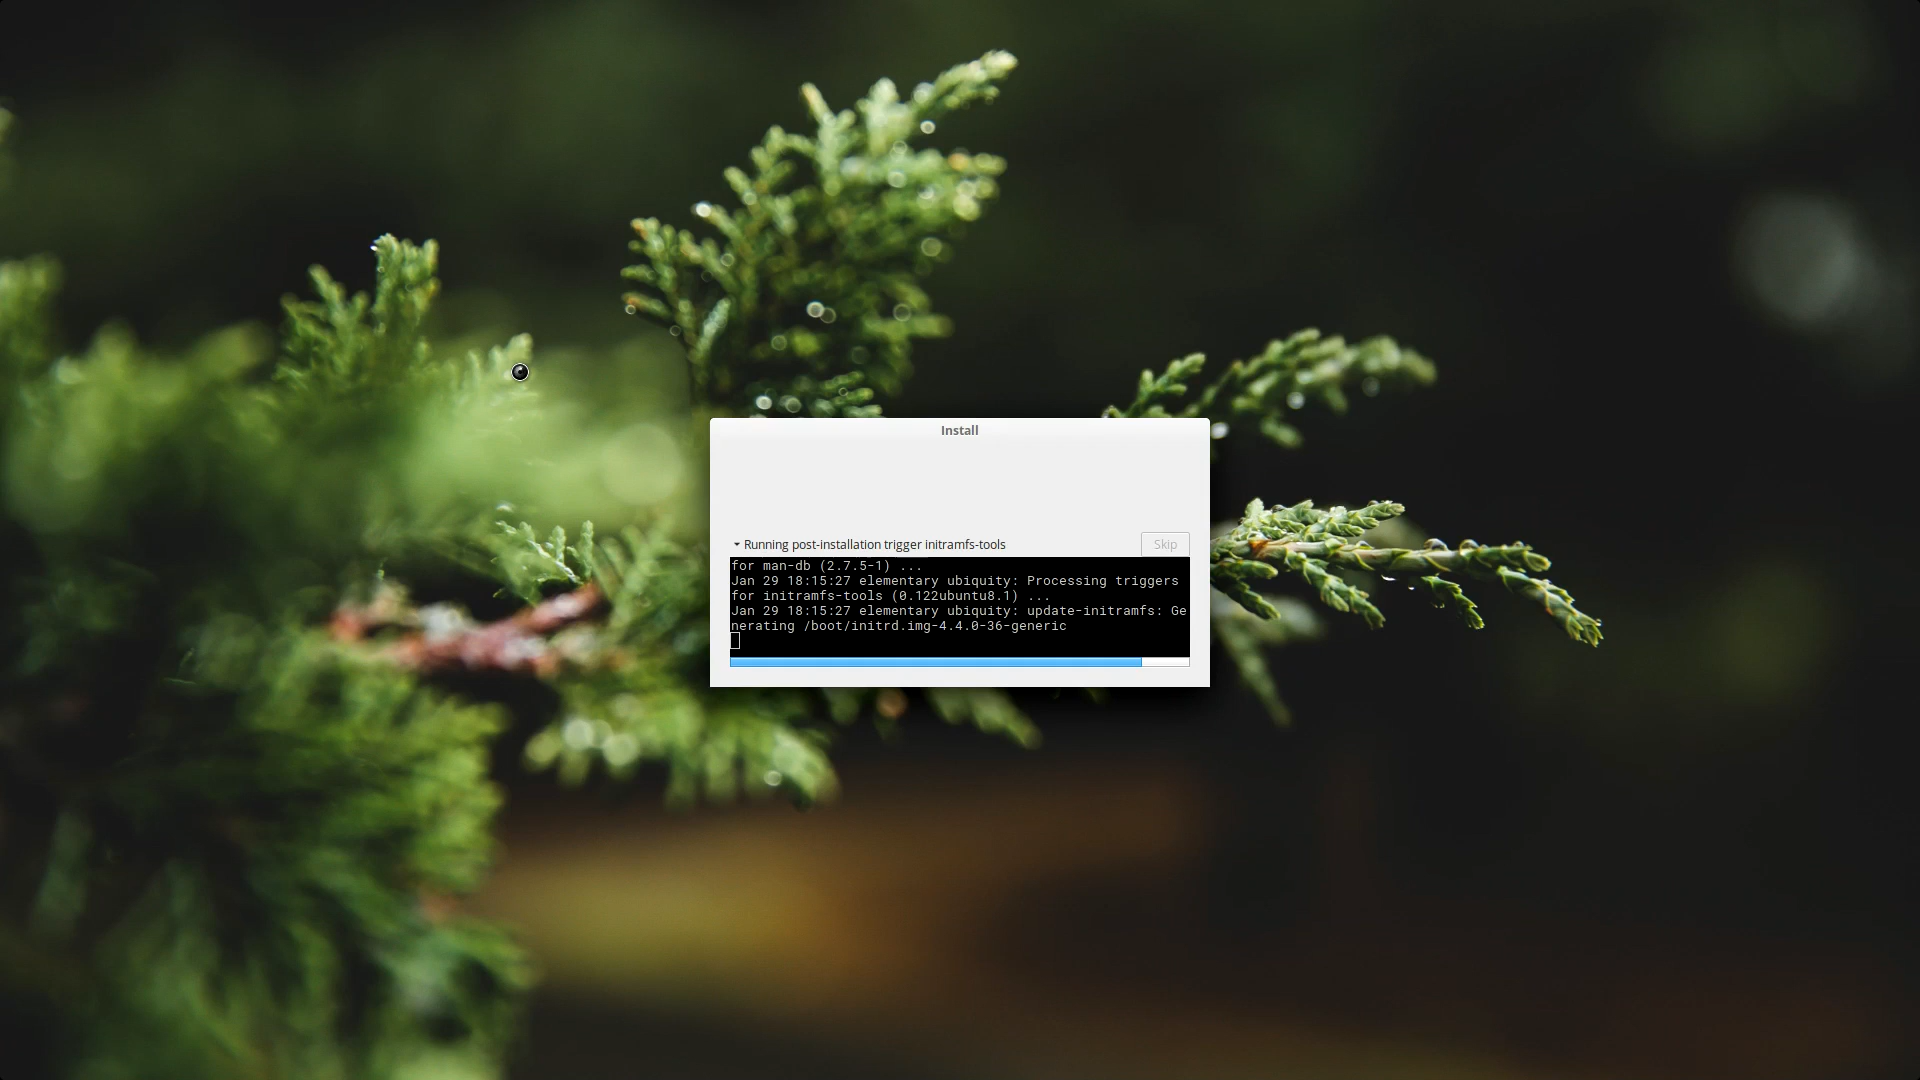 Install
Running post-installation trigger initramfs-tools
Skip
for man-db (2.7.5-1) ...
Jan 29 18:15:27 elementary ubiquity: Processing triggers
for initramfs-tools (0.122ubuntu8.1) ...
Jan 29 18:15:27 elementary ubiquity: update-initramfs: Ge
nerating /boot/initrd.img-4.4.0-36-generic